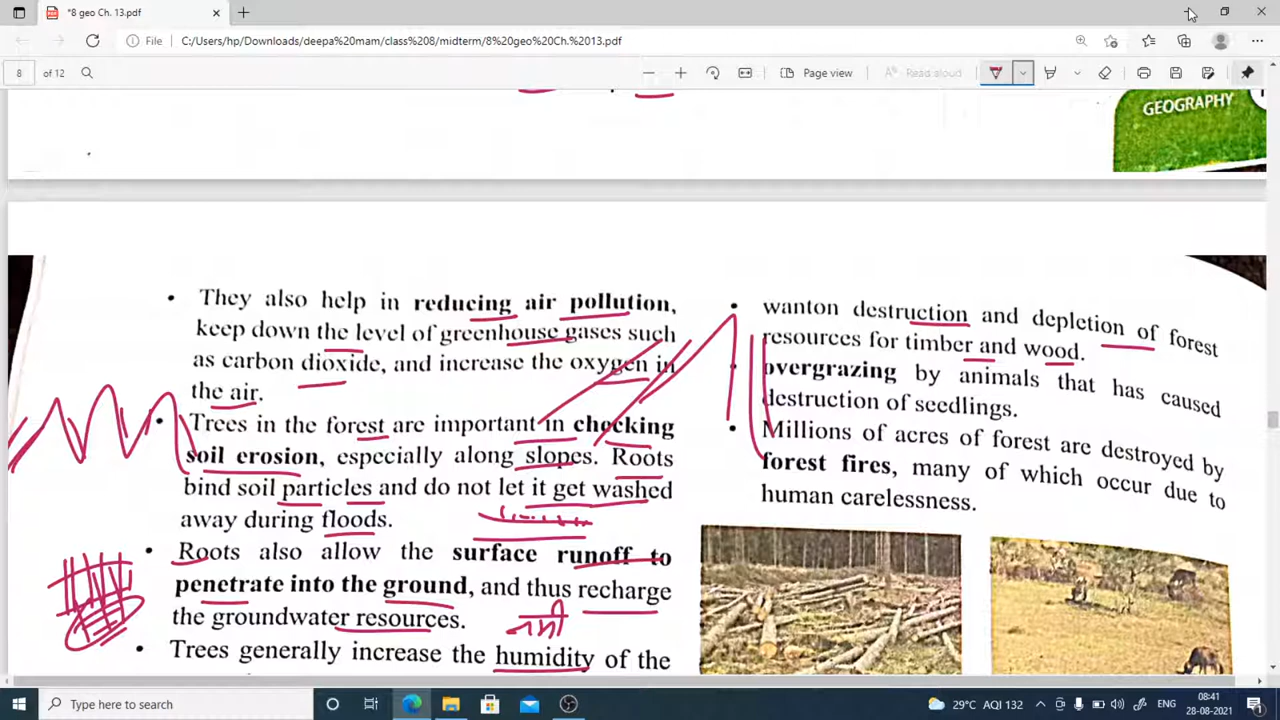 *8 geo Ch. 13.pdf
File C:/Users/hp/Downloads/deepa%20mam/class%208/midterm/8%20geo%20Ch.%2013.pdf
8 of 12 Page view Read aloud
GEOGRAPHY
• They also help in reducing air pollution,
keep down the level of greenhouse gases such
as carbon dioxide, and increase the oxygen in
the air.
• Trees in the forest are important in checking
soil erosion, especially along slopes. Roots
bind soil particles and do not let it get washed
away during floods.
• Roots also allow the surface runoff to
penetrate into the ground, and thus recharge
the groundwater resources.
• Trees generally increase the humidity of the
• wanton destruction and depletion of forest
resources for timber and wood.
• overgrazing by animals that has caused
destruction of seedlings.
• Millions of acres of forest are destroyed by
forest fires, many of which occur due to
human carelessness.
Type here to search
29°C AQI 132 ENG 08:41
28-08-2021